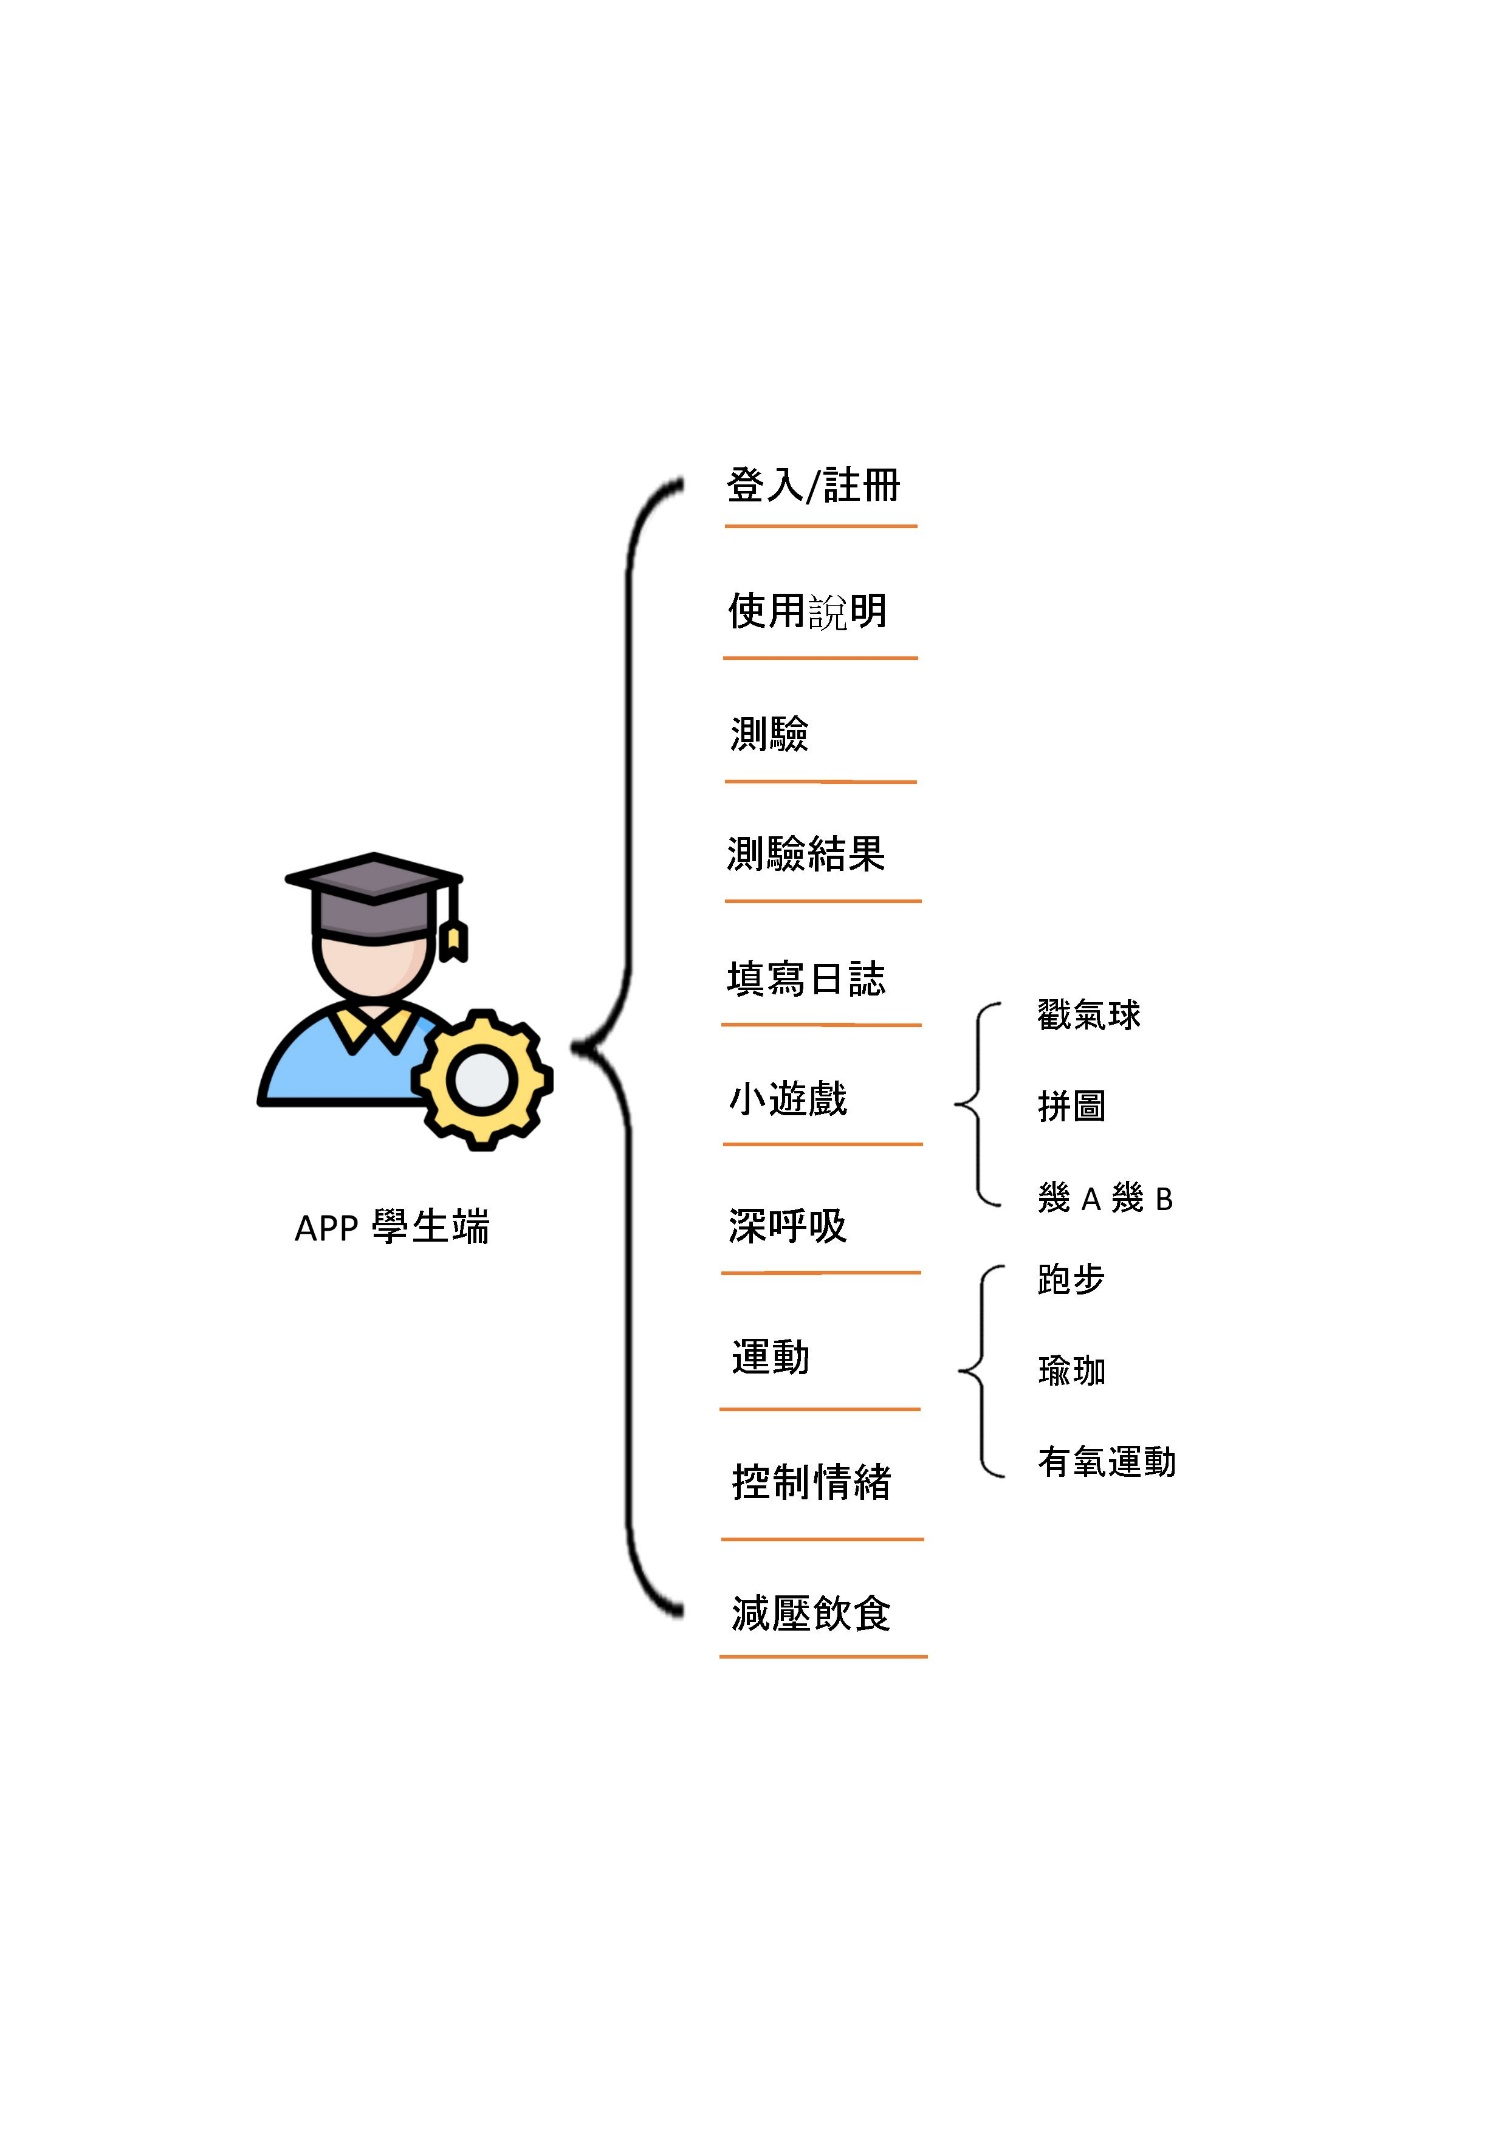 登入/註冊
使用說明
測驗
測驗結果
填寫日誌
小遊戲
戳氣球
拼圖
幾 A 幾 B
深呼吸
運動
跑步
瑜珈
有氧運動
控制情緒
減壓飲食
APP 學生端